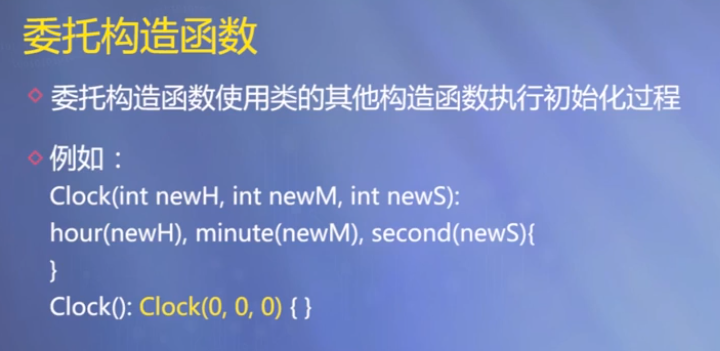 委托构造函数
委托构造函数使用类的其他构造函数执行初始化过程
例如：
Clock(int newH, int newM, int newS):
hour(newH), minute(newM), second(newS){
}
Clock(): Clock(0, 0, 0) { }